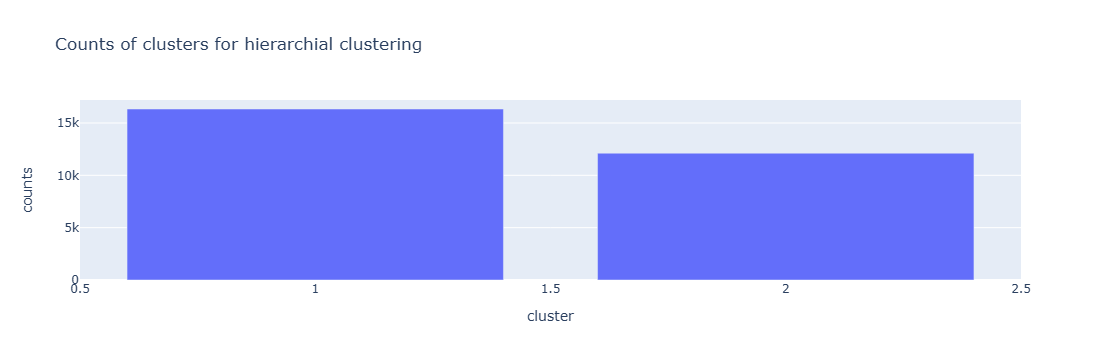 Counts of clusters for hierarchial clustering
counts
15k
10k
5k
0
0.5 1 1.5 2 2.5
cluster